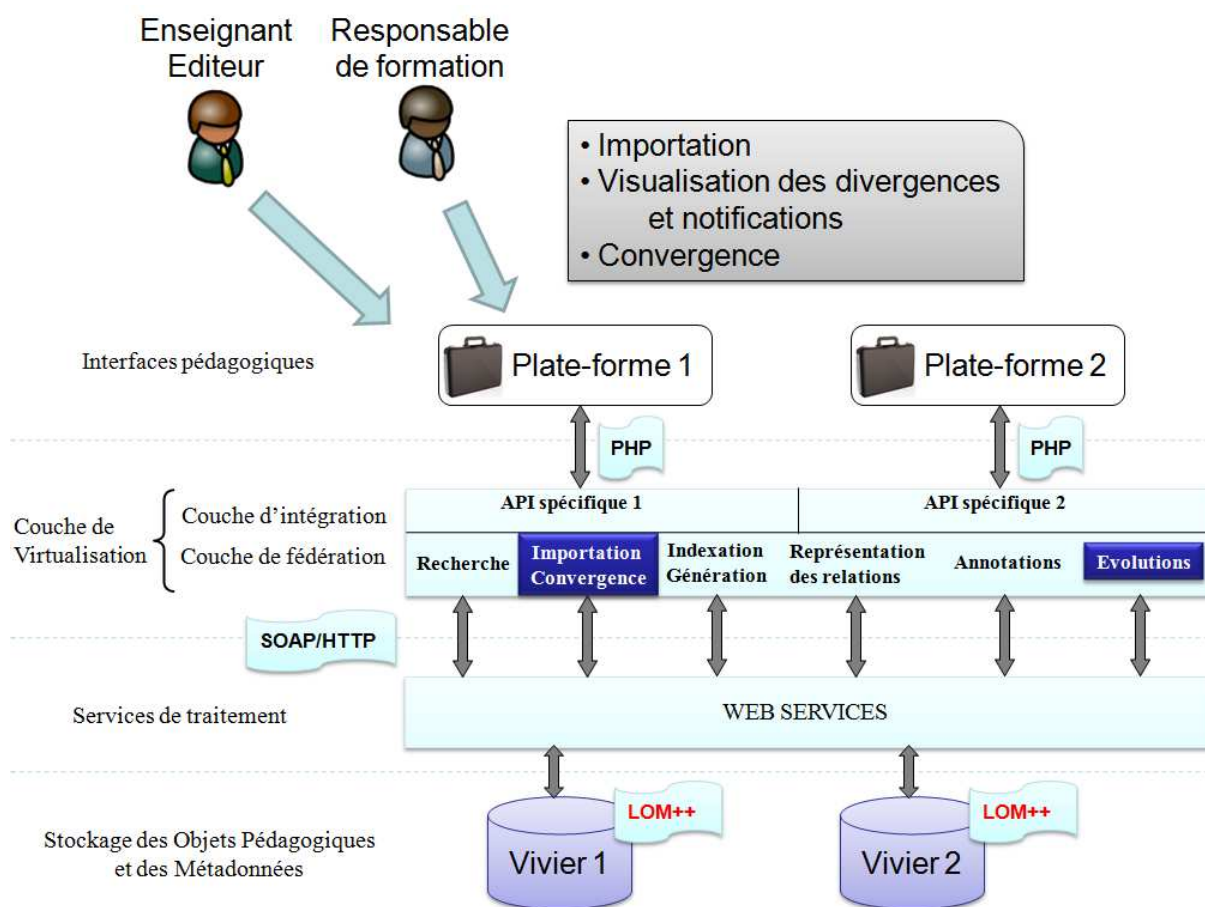 Enseignant
Editeur
Responsable
de formation
• Importation
• Visualisation des divergences
et notifications
• Convergence
Interfaces pédagogiques
Plate-forme 1
Plate-forme 2
PHP
PHP
Couche de
Virtualisation
Couche d'intégration
Couche de fédération
API spécifique 1
API spécifique 2
Recherche
Importation
Convergence
Indexation
Génération
Représentation
des relations
Annotations
Evolutions
SOAP/HTTP
Services de traitement
WEB SERVICES
Stockage des Objets Pédagogiques
et des Métadonnées
LOM++
Vivier 1
LOM++
Vivier 2